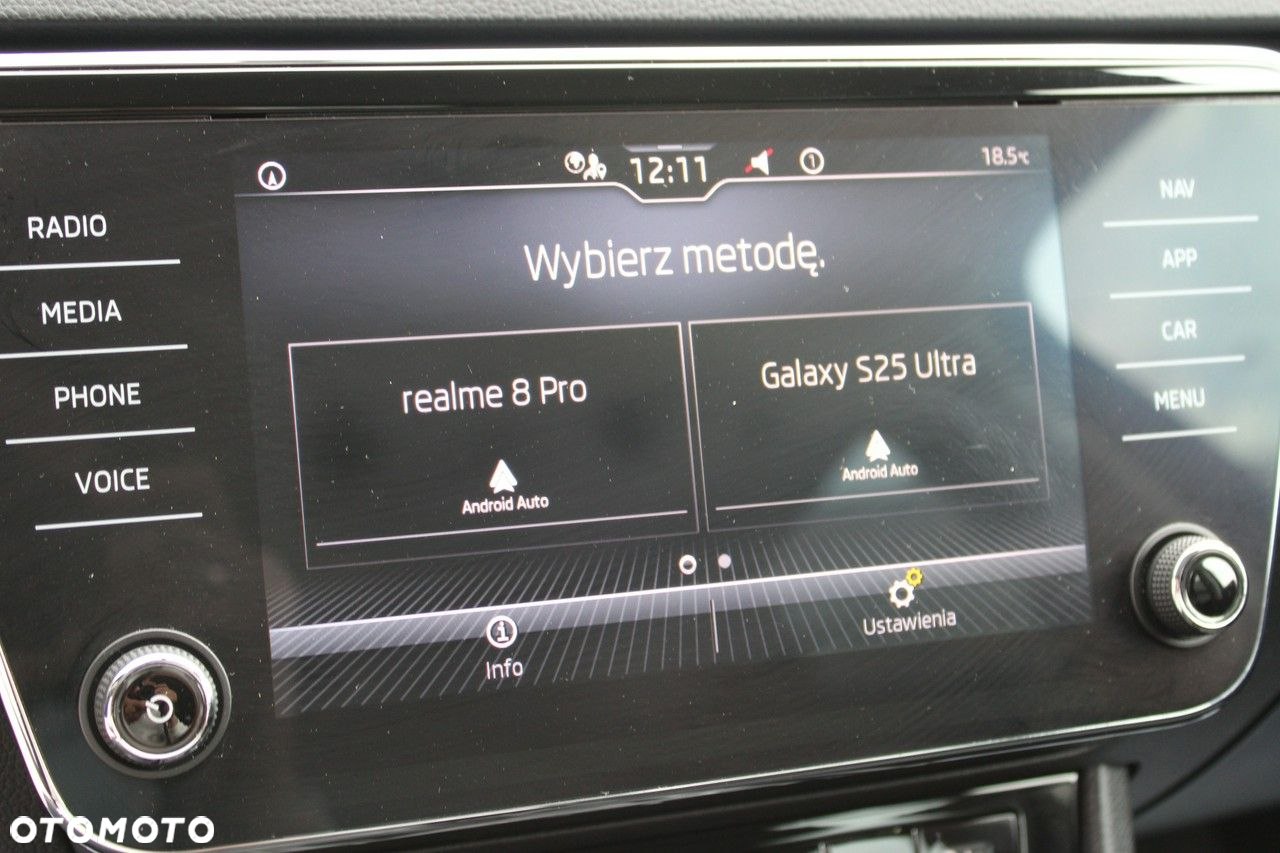 12:11
1
18.5°C
RADIO
MEDIA
PHONE
VOICE
Wybierz metodę.
realme 8 Pro
Android Auto
Galaxy S25 Ultra
Android Auto
Info
Ustawienia
NAV
APP
CAR
MENU
OTOMOTO